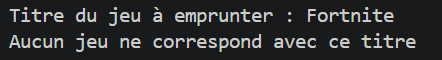 Titre du jeu à emprunter : Fortnite
Aucun jeu ne correspond avec ce titre